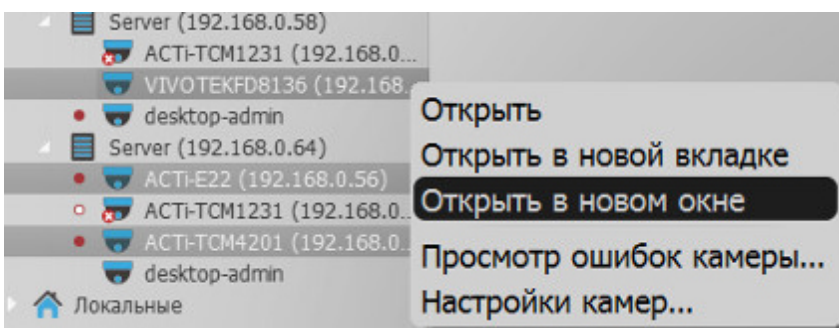 Server (192.168.0.58)
ACTi-TCM1231 (192.168.0...
VIVOTEKFD8136 (192.168...
desktop-admin
Server (192.168.0.64)
ACTi-E22 (192.168.0.56)
ACTi-TCM1231 (192.168.0...
ACTi-TCM4201 (192.168.0...
desktop-admin
Локальные
Открыть
Открыть в новой вкладке
Открыть в новом окне
Просмотр ошибок камеры...
Настройки камер...